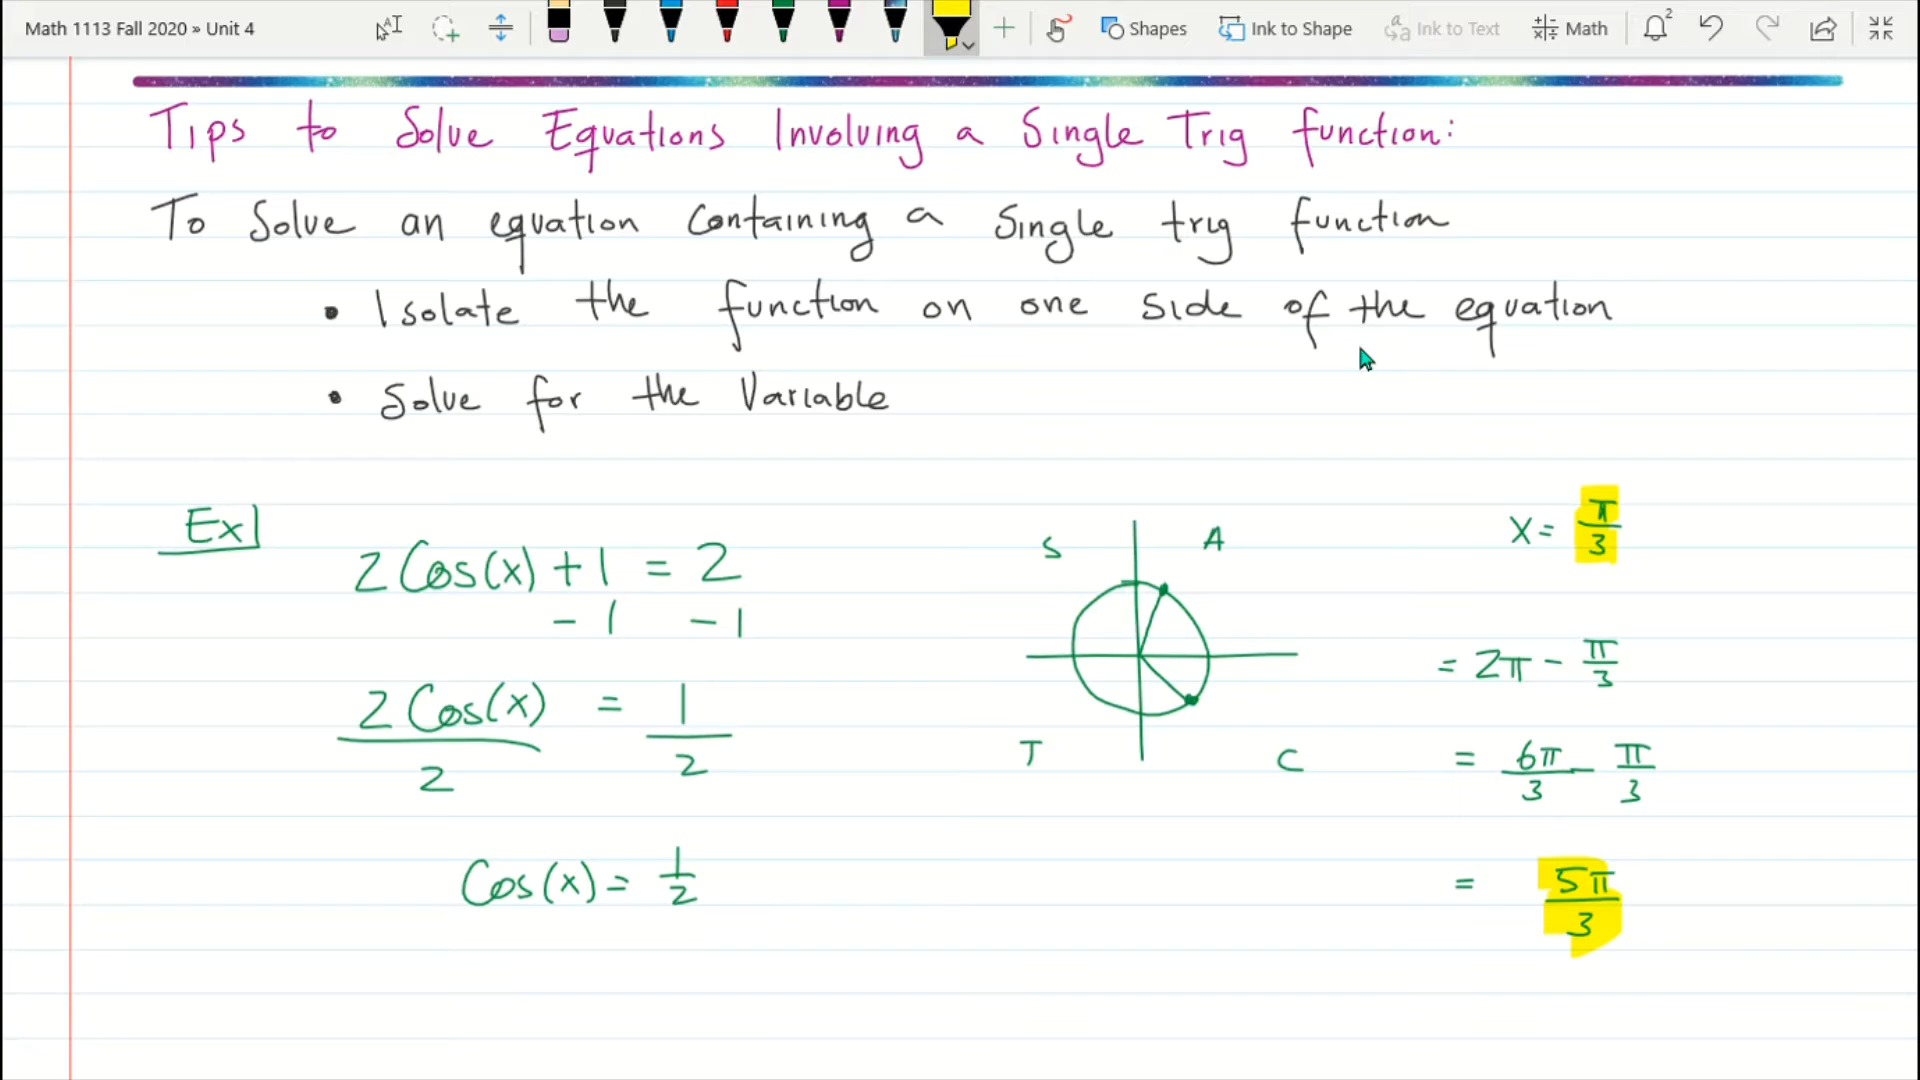 Math 1113 Fall 2020 » Unit 4
Shapes
Ink to Shape
Ink to Text
Math
2
Tips to Solve Equations Involving a Single Trig function:
To Solve an equation Containing a Single trig function
• Isolate the function on one side of the equation
• Solve for the Variable
Ex1
2Cos(x) + 1 = 2
- 1 - 1
2Cos(x) = 1
2 2
Cos(x) = 1/2
S A
T C
x = π/3
= 2π - π/3
= 6π/3 - π/3
= 5π/3